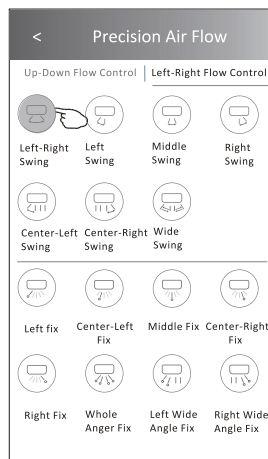 < Precision Air Flow
Up-Down Flow Control Left-Right Flow Control
Left-Right Left Middle Right
Swing Swing Swing Swing
Center-Left Center-Right Wide
Swing Swing Swing
Left fix Center-Left Middle Fix Center-Right
Fix Fix
Right Fix Whole Left Wide Right Wide
Anger Fix Angle Fix Angle Fix